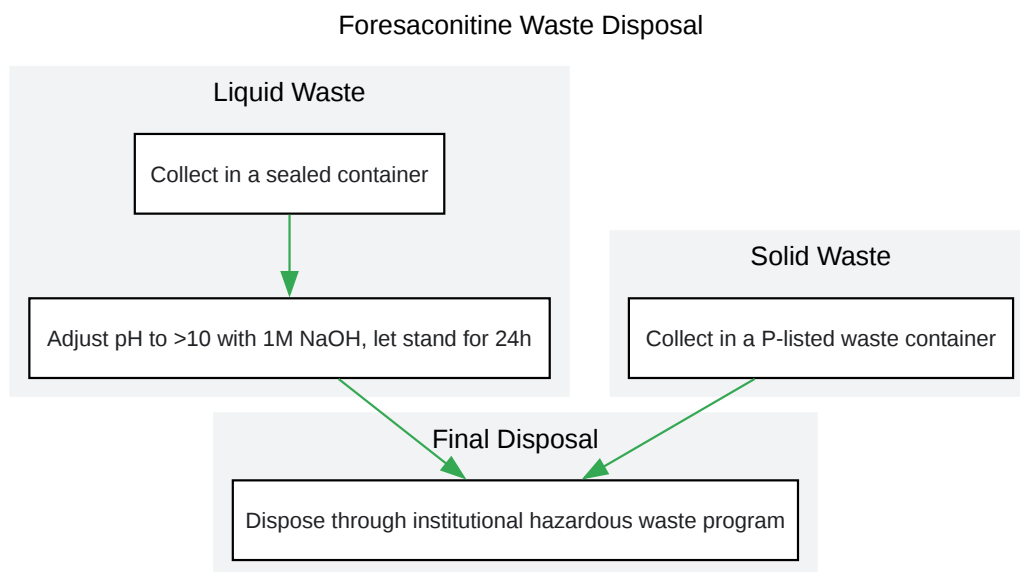 Foresaconitine Waste Disposal
Liquid Waste
Collect in a sealed container
Adjust pH to >10 with 1M NaOH, let stand for 24h
Solid Waste
Collect in a P-listed waste container
Final Disposal
Dispose through institutional hazardous waste program